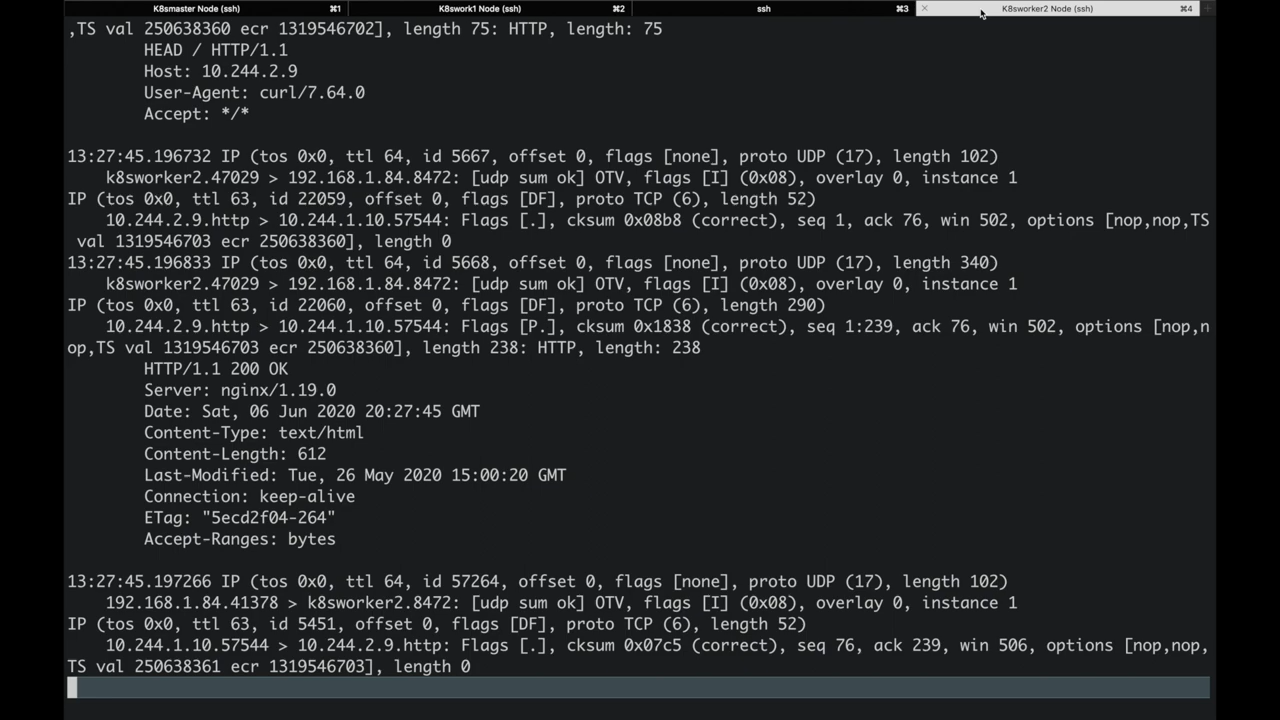 K8smaster Node (ssh) ⌘1 K8swork1 Node (ssh) ⌘2 ssh ⌘3 × K8sworker2 Node (ssh) ⌘4 +
,TS val 250638360 ecr 1319546702], length 75: HTTP, length: 75
HEAD / HTTP/1.1
Host: 10.244.2.9
User-Agent: curl/7.64.0
Accept: */*
13:27:45.196732 IP (tos 0x0, ttl 64, id 5667, offset 0, flags [none], proto UDP (17), length 102)
k8sworker2.47029 > 192.168.1.84.8472: [udp sum ok] OTV, flags [I] (0x08), overlay 0, instance 1
IP (tos 0x0, ttl 63, id 22059, offset 0, flags [DF], proto TCP (6), length 52)
10.244.2.9.http > 10.244.1.10.57544: Flags [.], cksum 0x08b8 (correct), seq 1, ack 76, win 502, options [nop,nop,TS
val 1319546703 ecr 250638360], length 0
13:27:45.196833 IP (tos 0x0, ttl 64, id 5668, offset 0, flags [none], proto UDP (17), length 340)
k8sworker2.47029 > 192.168.1.84.8472: [udp sum ok] OTV, flags [I] (0x08), overlay 0, instance 1
IP (tos 0x0, ttl 63, id 22060, offset 0, flags [DF], proto TCP (6), length 290)
10.244.2.9.http > 10.244.1.10.57544: Flags [P.], cksum 0x1838 (correct), seq 1:239, ack 76, win 502, options [nop,n
op,TS val 1319546703 ecr 250638360], length 238: HTTP, length: 238
HTTP/1.1 200 OK
Server: nginx/1.19.0
Date: Sat, 06 Jun 2020 20:27:45 GMT
Content-Type: text/html
Content-Length: 612
Last-Modified: Tue, 26 May 2020 15:00:20 GMT
Connection: keep-alive
ETag: "5ecd2f04-264"
Accept-Ranges: bytes
13:27:45.197266 IP (tos 0x0, ttl 64, id 57264, offset 0, flags [none], proto UDP (17), length 102)
192.168.1.84.41378 > k8sworker2.8472: [udp sum ok] OTV, flags [I] (0x08), overlay 0, instance 1
IP (tos 0x0, ttl 63, id 5451, offset 0, flags [DF], proto TCP (6), length 52)
10.244.1.10.57544 > 10.244.2.9.http: Flags [.], cksum 0x07c5 (correct), seq 76, ack 239, win 506, options [nop,nop,
TS val 250638361 ecr 1319546703], length 0